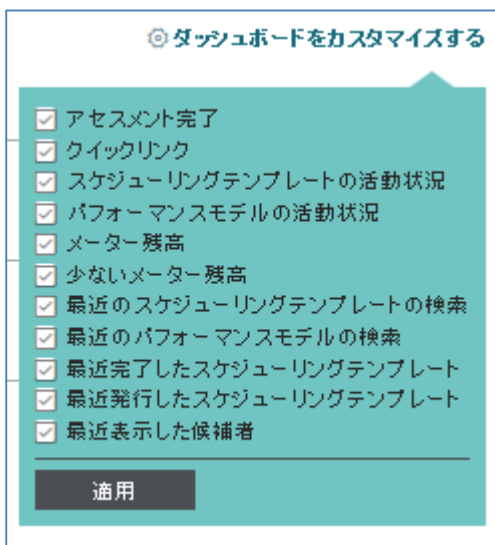 ダッシュボードをカスタマイズする
アセスメント完了
クイックリンク
スケジューリングテンプレートの活動状況
パフォーマンスモデルの活動状況
メーター残高
少ないメーター残高
最近のスケジューリングテンプレートの検索
最近のパフォーマンスモデルの検索
最近完了したスケジューリングテンプレート
最近発行したスケジューリングテンプレート
最近表示した候補者
適用